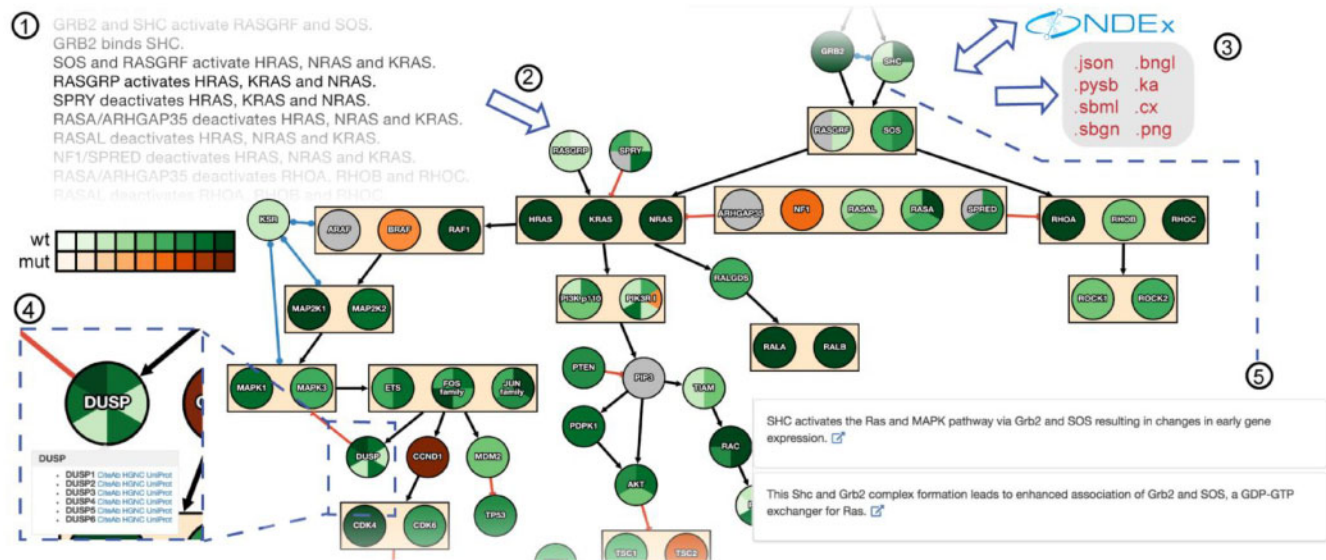 ①
GRB2 and SHC activate RASGRF and SOS.
GRB2 binds SHC.
SOS and RASGRF activate HRAS, NRAS and KRAS.
RASGRP activates HRAS, KRAS and NRAS.
SPRY deactivates HRAS, KRAS and NRAS.
RASA/ARHGAP35 deactivates HRAS, NRAS and KRAS.
RASAL deactivates HRAS, NRAS and KRAS.
NF1/SPRED deactivates HRAS, NRAS and KRAS.
RASA/ARHGAP35 deactivates RHOA, RHOB and RHOC.
RASAL deactivates RHOA, RHOB and RHOC
②
③
NDEx
.json .bngl
.pysb .ka
.sbml .cx
.sbgn .png
GRB2
SHC
RASGRF SOS
RASGRP SPRY
KSR
ARAF BRAF RAF1
HRAS KRAS NRAS
ARHGAP35 NF1 RASAL RASA SPRED
RHOA RHOB RHOC
wt
mut
MAP2K1 MAP2K2
PI3K p110 PIK3R1
RALGDS
ROCK1 ROCK2
RALA RALB
MAPK1 MAPK3
ETS
FOS family
JUN family
PTEN PIP3 TIAM
PDPK1
RAC
DUSP CCND1 MDM2
AKT
CDK4 CDK6
TP53
TSC1 TSC2
④
DUSP
DUSP
DUSP1 CiteAb HGNC UniProt
DUSP2 CiteAb HGNC UniProt
DUSP3 CiteAb HGNC UniProt
DUSP4 CiteAb HGNC UniProt
DUSP5 CiteAb HGNC UniProt
DUSP6 CiteAb HGNC UniProt
⑤
SHC activates the Ras and MAPK pathway via Grb2 and SOS resulting in changes in early gene
expression.
This Shc and Grb2 complex formation leads to enhanced association of Grb2 and SOS, a GDP-GTP
exchanger for Ras.